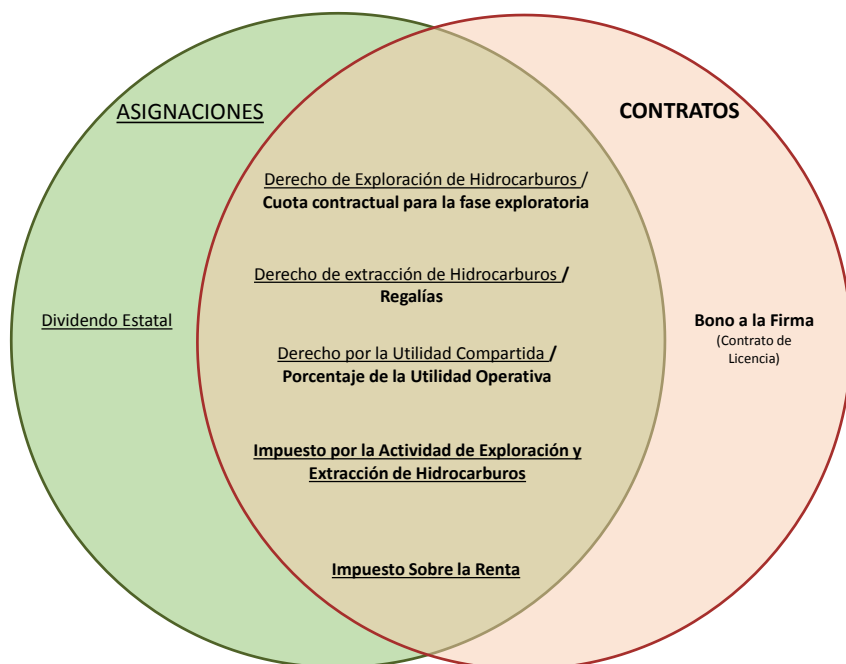 ASIGNACIONES
CONTRATOS
Derecho de Exploración de Hidrocarburos /
Cuota contractual para la fase exploratoria
Derecho de extracción de Hidrocarburos /
Regalías
Dividendo Estatal
Bono a la Firma
(Contrato de
Licencia)
Derecho por la Utilidad Compartida /
Porcentaje de la Utilidad Operativa
Impuesto por la Actividad de Exploración y
Extracción de Hidrocarburos
Impuesto Sobre la Renta